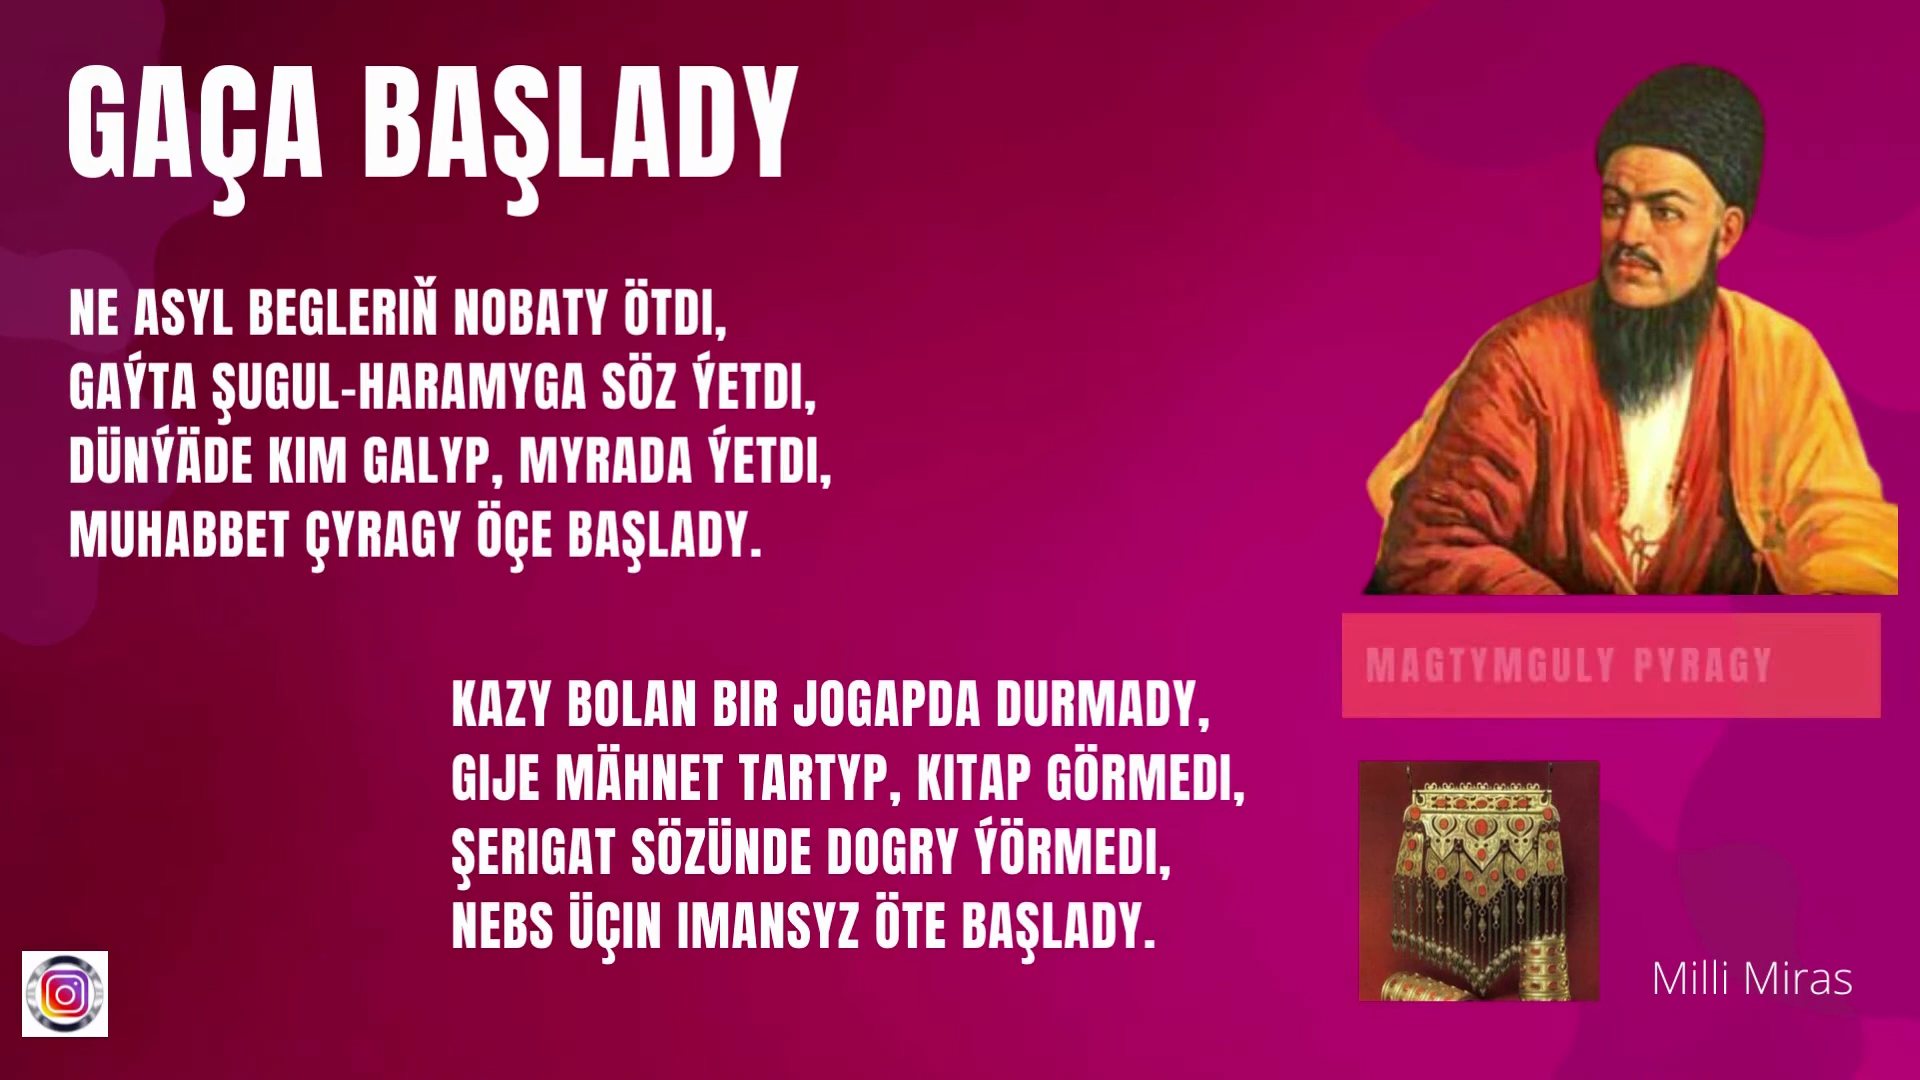 GAÇA BAŞLADY
NE ASYL BEGLERIŇ NOBATY ÖTDI,
GAÝTA ŞUGUL-HARAMYGA SÖZ ÝETDI,
DÜNÝÄDE KIM GALYP, MYRADA ÝETDI,
MUHABBET ÇYRAGY ÖÇE BAŞLADY.
KAZY BOLAN BIR JOGAPDA DURMADY,
GIJE MÄHNET TARTYP, KITAP GÖRMEDI,
ŞERIGAT SÖZÜNDE DOGRY ÝÖRMEDI,
NEBS ÜÇIN IMANSYZ ÖTE BAŞLADY.
MAGTYMGULY PYRAGY
Milli Miras